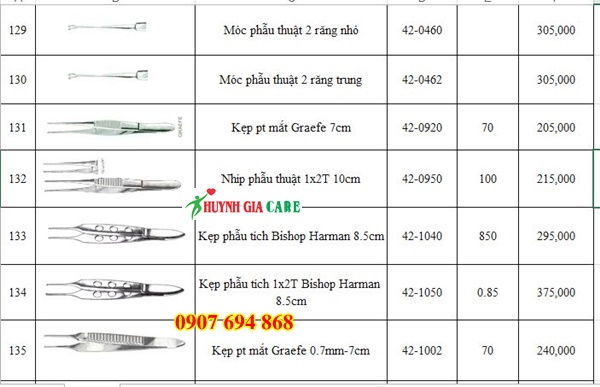 129 Móc phẫu thuật 2 răng nhỏ 42-0460 305,000
130 Móc phẫu thuật 2 răng trung 42-0462 305,000
131 GRAEFE Kẹp pt mắt Graefe 7cm 42-0920 70 205,000
132 Nhíp phẫu thuật 1x2T 10cm 42-0950 100 215,000
HUYNH GIA CARE
133 Kẹp phẫu tích Bishop Harman 8.5cm 42-1040 850 295,000
134 Kẹp phẫu tích 1x2T Bishop Harman
8.5cm 42-1050 0.85 375,000
0907 694 868
135 Kẹp pt mắt Graefe 0.7mm-7cm 42-1002 70 240,000